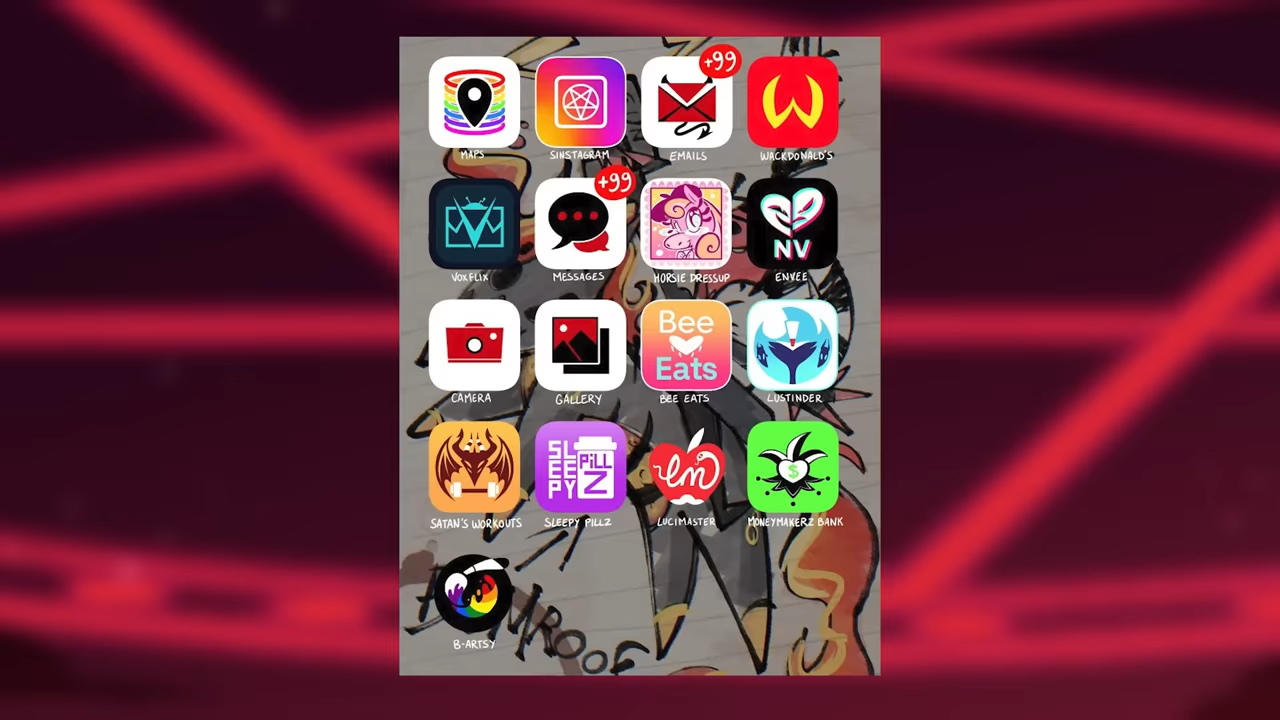 +99
MAPS SINSTAGRAM EMAILS WACKDONALD'S
+99
NV
VOXFLIX MESSAGES HORSIE DRESSUP ENVEE
Bee
Eats
CAMERA GALLERY BEE EATS LUSTINDER
SLEEPY
PiLL
Z
lm
$
SATAN'S WORKOUTS SLEEPY PILLZ LUCIMASTER MONEYMAKERZ BANK
B-ARTSY